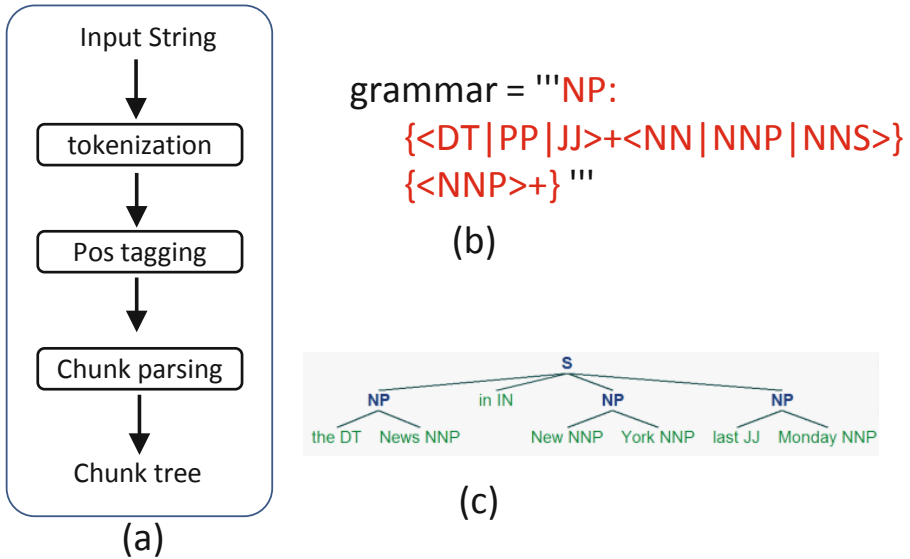 Input String
tokenization
Pos tagging
Chunk parsing
Chunk tree
(a)
grammar = '''NP:
{<DT|PP|JJ>+<NN|NNP|NNS>}
{<NNP>+} '''
(b)
S
NP in IN NP NP
the DT News NNP New NNP York NNP last JJ Monday NNP
(c)